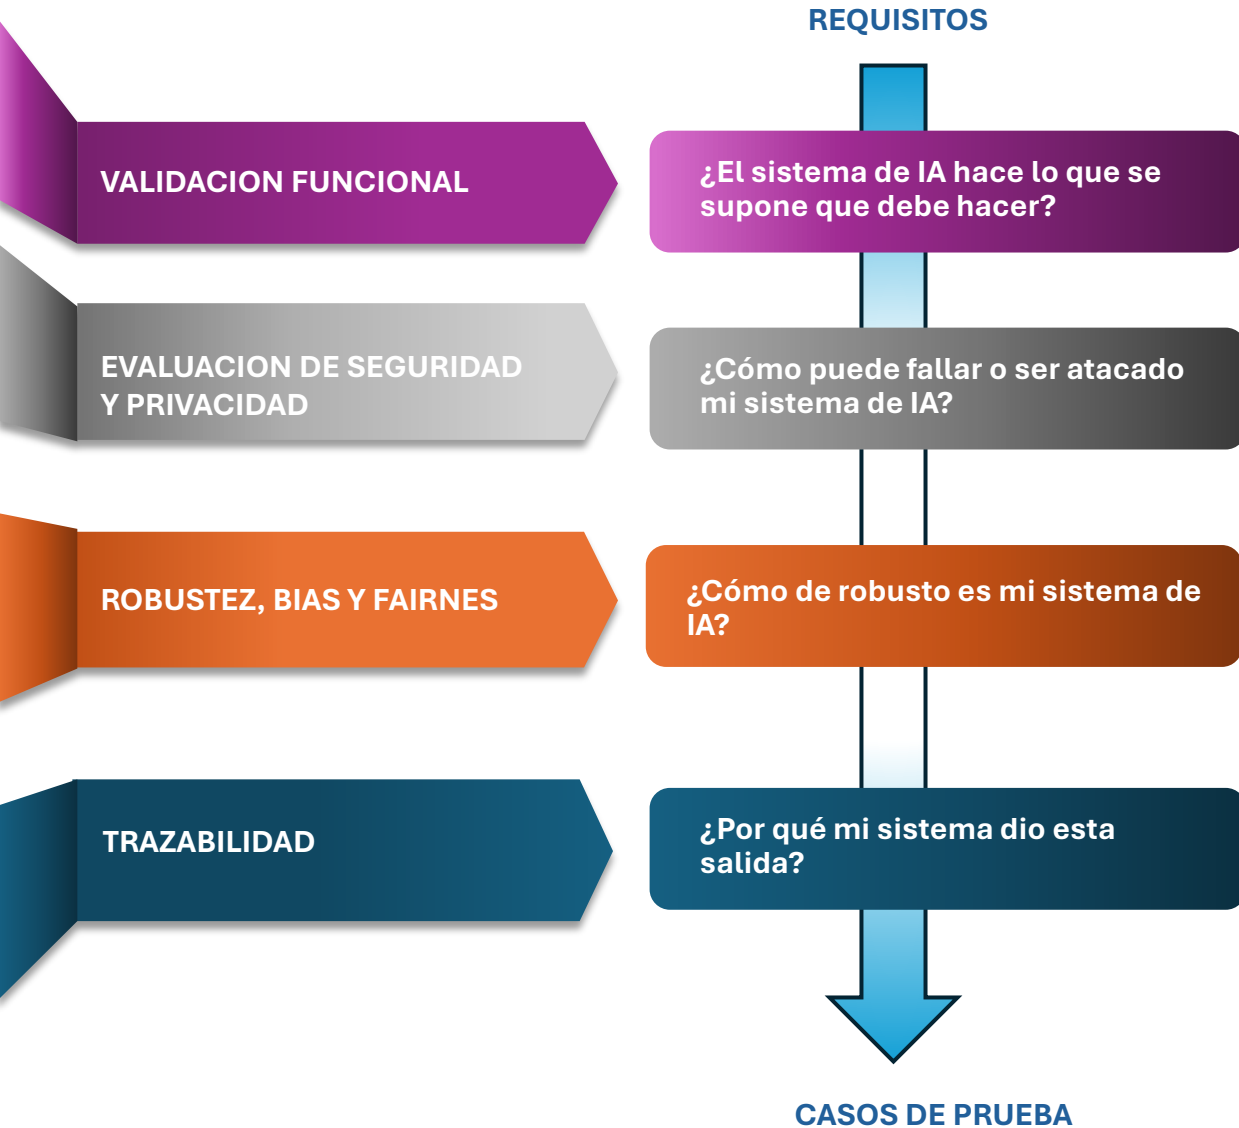 REQUISITOS
VALIDACION FUNCIONAL
¿El sistema de IA hace lo que se
supone que debe hacer?
EVALUACION DE SEGURIDAD
Y PRIVACIDAD
¿Cómo puede fallar o ser atacado
mi sistema de IA?
ROBUSTEZ, BIAS Y FAIRNES
¿Cómo de robusto es mi sistema de
IA?
TRAZABILIDAD
¿Por qué mi sistema dio esta
salida?
CASOS DE PRUEBA